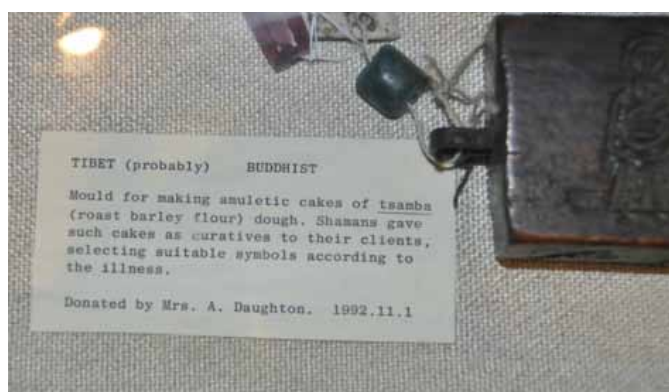 TIBET (probably) BUDDHIST
Mould for making amuletic cakes of tsamba
(roast barley flour) dough. Shamans gave
such cakes as curatives to their clients,
selecting suitable symbols according to
the illness.
Donated by Mrs. A. Daughton. 1992.11.1